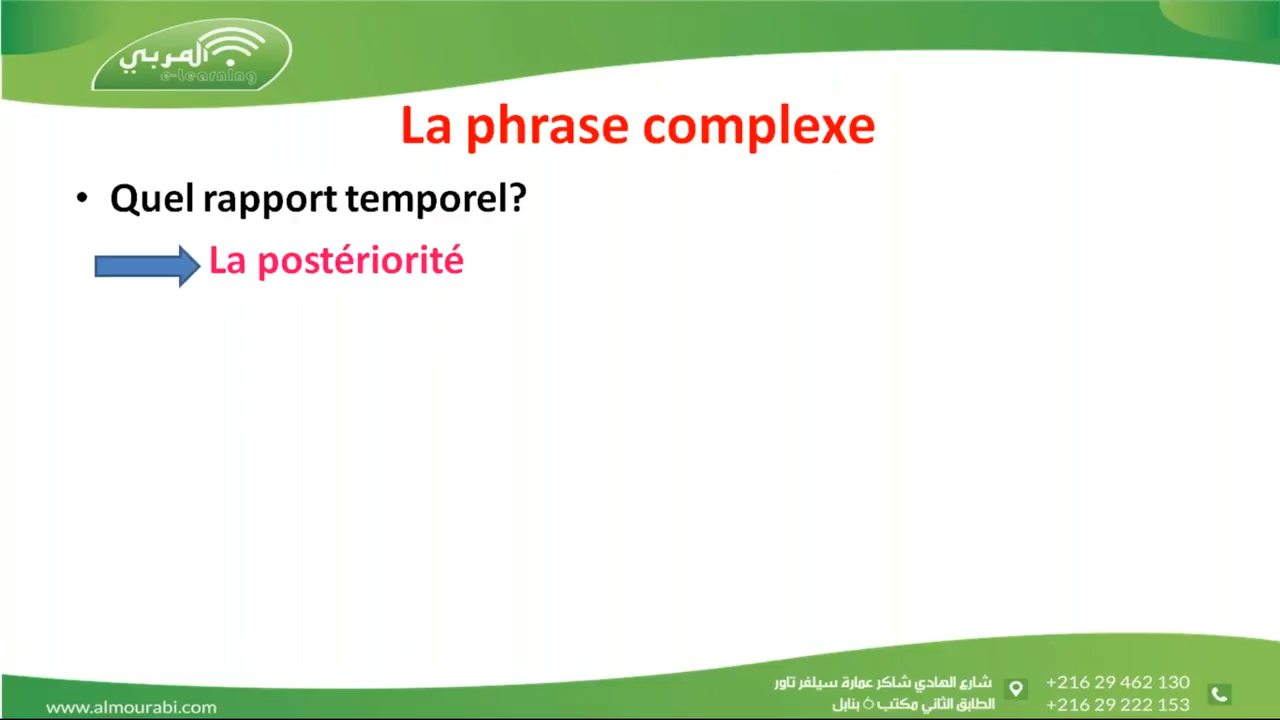 المربي
e-learning
La phrase complexe
• Quel rapport temporel?
La postériorité
www.almourabi.com
شارع الهادي شاكر عمارة سيلفر تاور
الطابق الثاني مكتب 5 بنابل
+216 29 462 130
+216 29 222 153